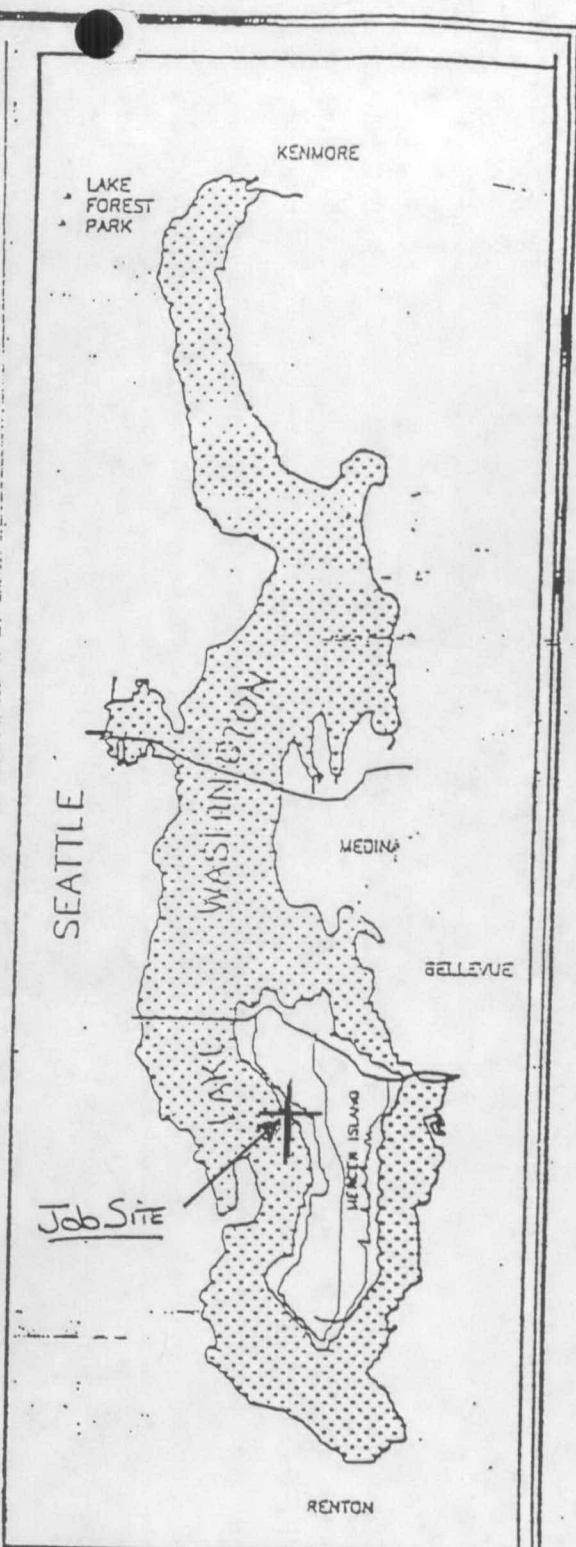 KENMORE
LAKE
FOREST
PARK
SEATTLE
LAKE WASHINGTON
MEDINA
BELLEVUE
MERCER ISLAND
Job Site
RENTON